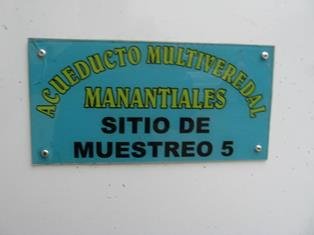 ACUEDUCTO MULTIVEREDAL
MANANTIALES
SITIO DE
MUESTREO 5